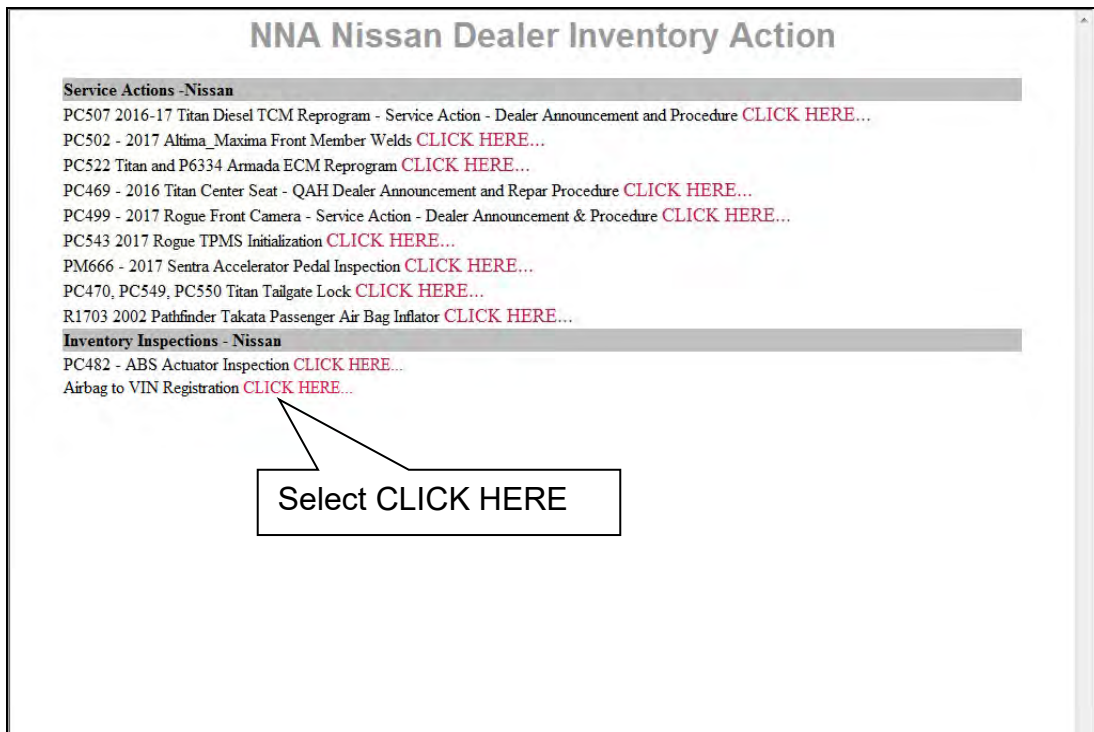 NNA Nissan Dealer Inventory Action
Service Actions -Nissan
PC507 2016-17 Titan Diesel TCM Reprogram - Service Action - Dealer Announcement and Procedure CLICK HERE...
PC502 - 2017 Altima_Maxima Front Member Welds CLICK HERE...
PC522 Titan and P6334 Armada ECM Reprogram CLICK HERE...
PC469 - 2016 Titan Center Seat - QAH Dealer Announcement and Repar Procedure CLICK HERE...
PC499 - 2017 Rogue Front Camera - Service Action - Dealer Announcement & Procedure CLICK HERE...
PC543 2017 Rogue TPMS Initialization CLICK HERE...
PM666 - 2017 Sentra Accelerator Pedal Inspection CLICK HERE...
PC470, PC549, PC550 Titan Tailgate Lock CLICK HERE...
R1703 2002 Pathfinder Takata Passenger Air Bag Inflator CLICK HERE...
Inventory Inspections - Nissan
PC482 - ABS Actuator Inspection CLICK HERE...
Airbag to VIN Registration CLICK HERE...
Select CLICK HERE